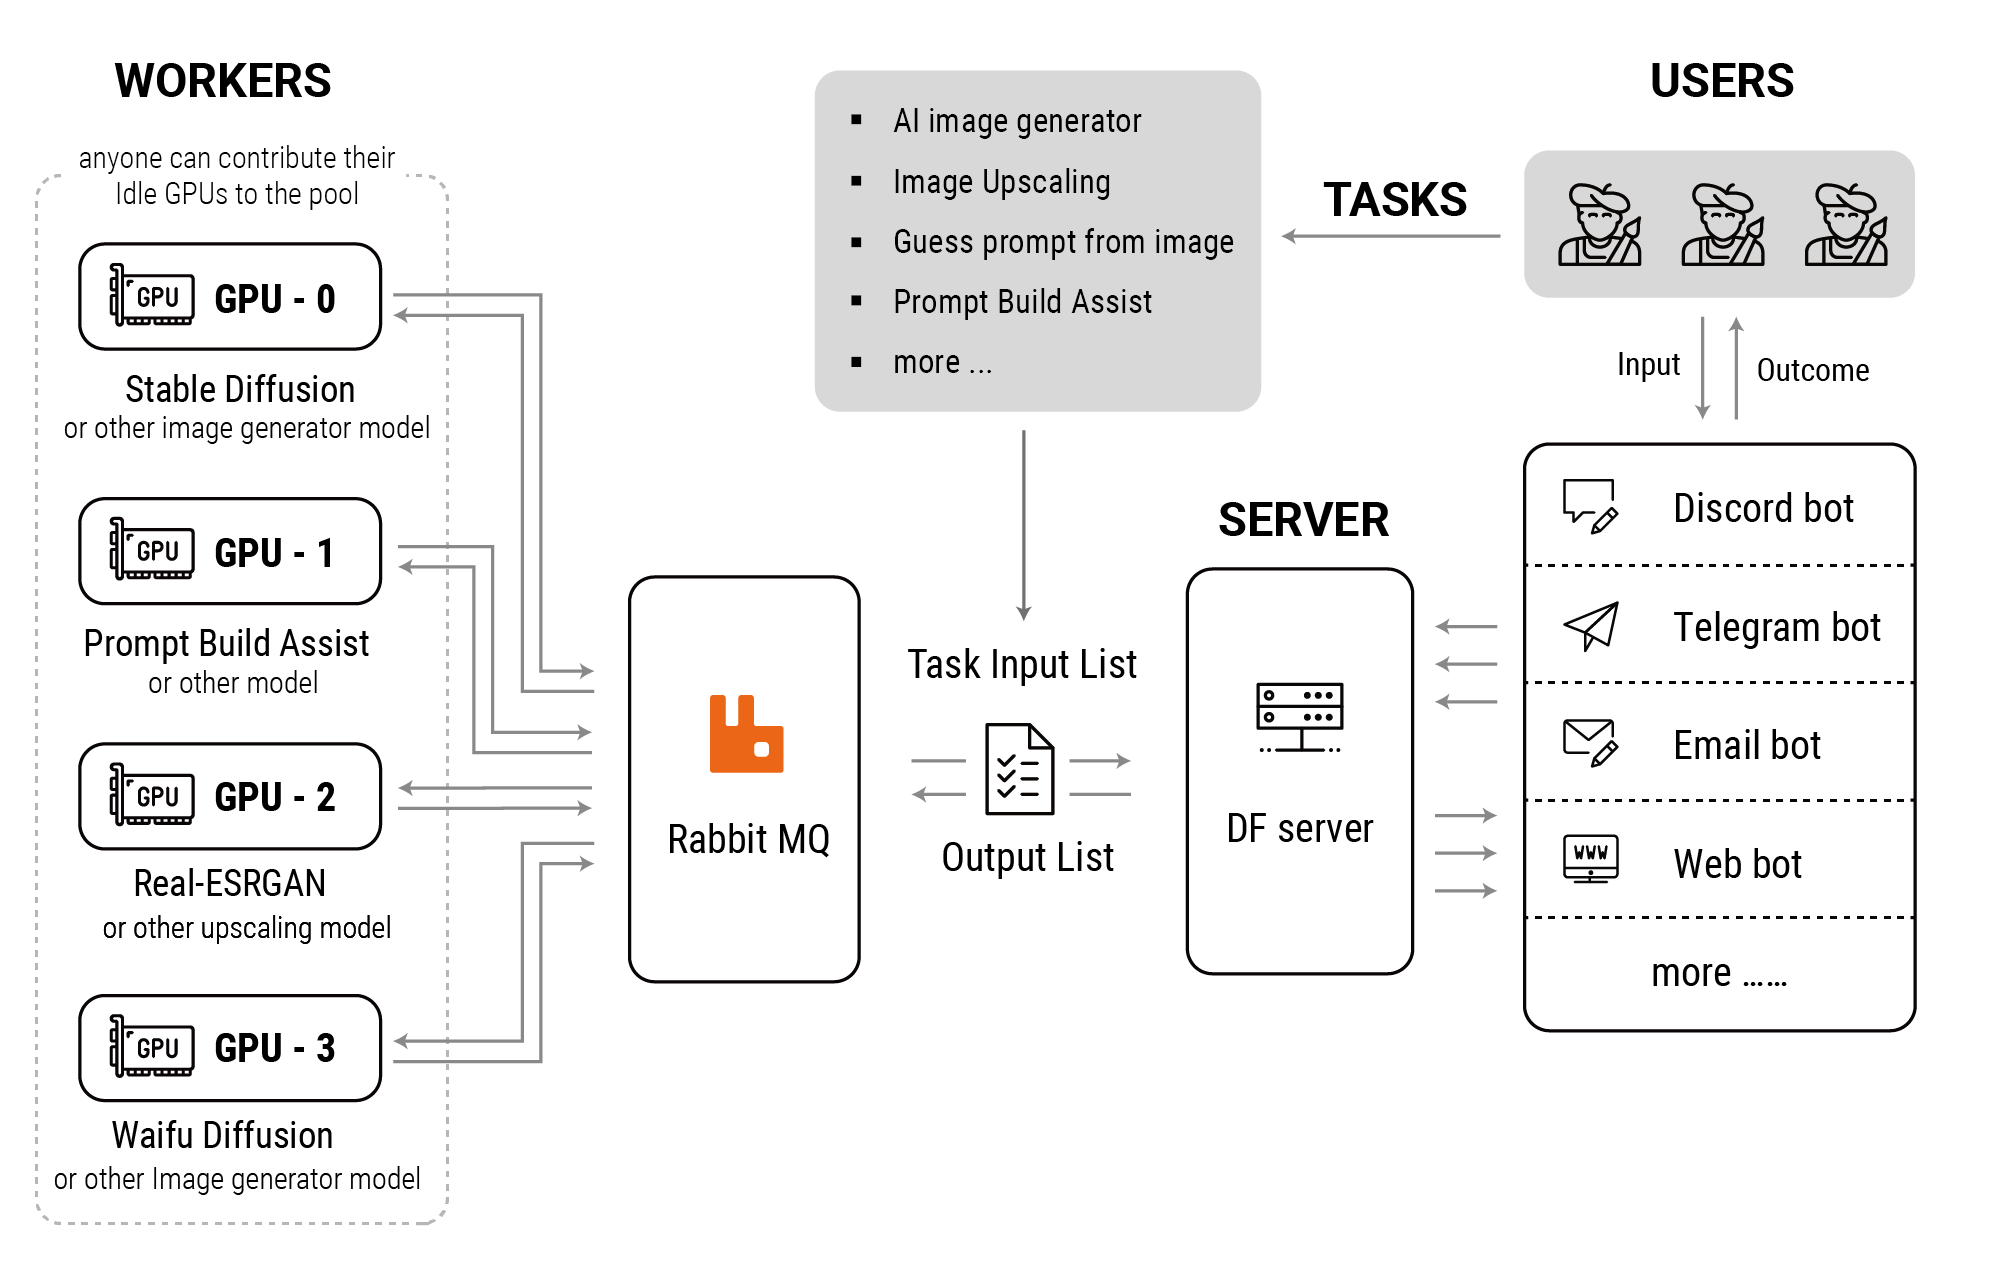 WORKERS
anyone can contribute their
Idle GPUs to the pool
GPU
GPU - 0
Stable Diffusion
or other image generator model
GPU
GPU - 1
Prompt Build Assist
or other model
GPU
GPU - 2
Real-ESRGAN
or other upscaling model
GPU
GPU - 3
Waifu Diffusion
or other Image generator model
Rabbit MQ
▪ AI image generator
▪ Image Upscaling
▪ Guess prompt from image
▪ Prompt Build Assist
▪ more ...
TASKS
Task Input List
Output List
SERVER
DF server
USERS
Input
Outcome
Discord bot
Telegram bot
Email bot
WWW
Web bot
more ......